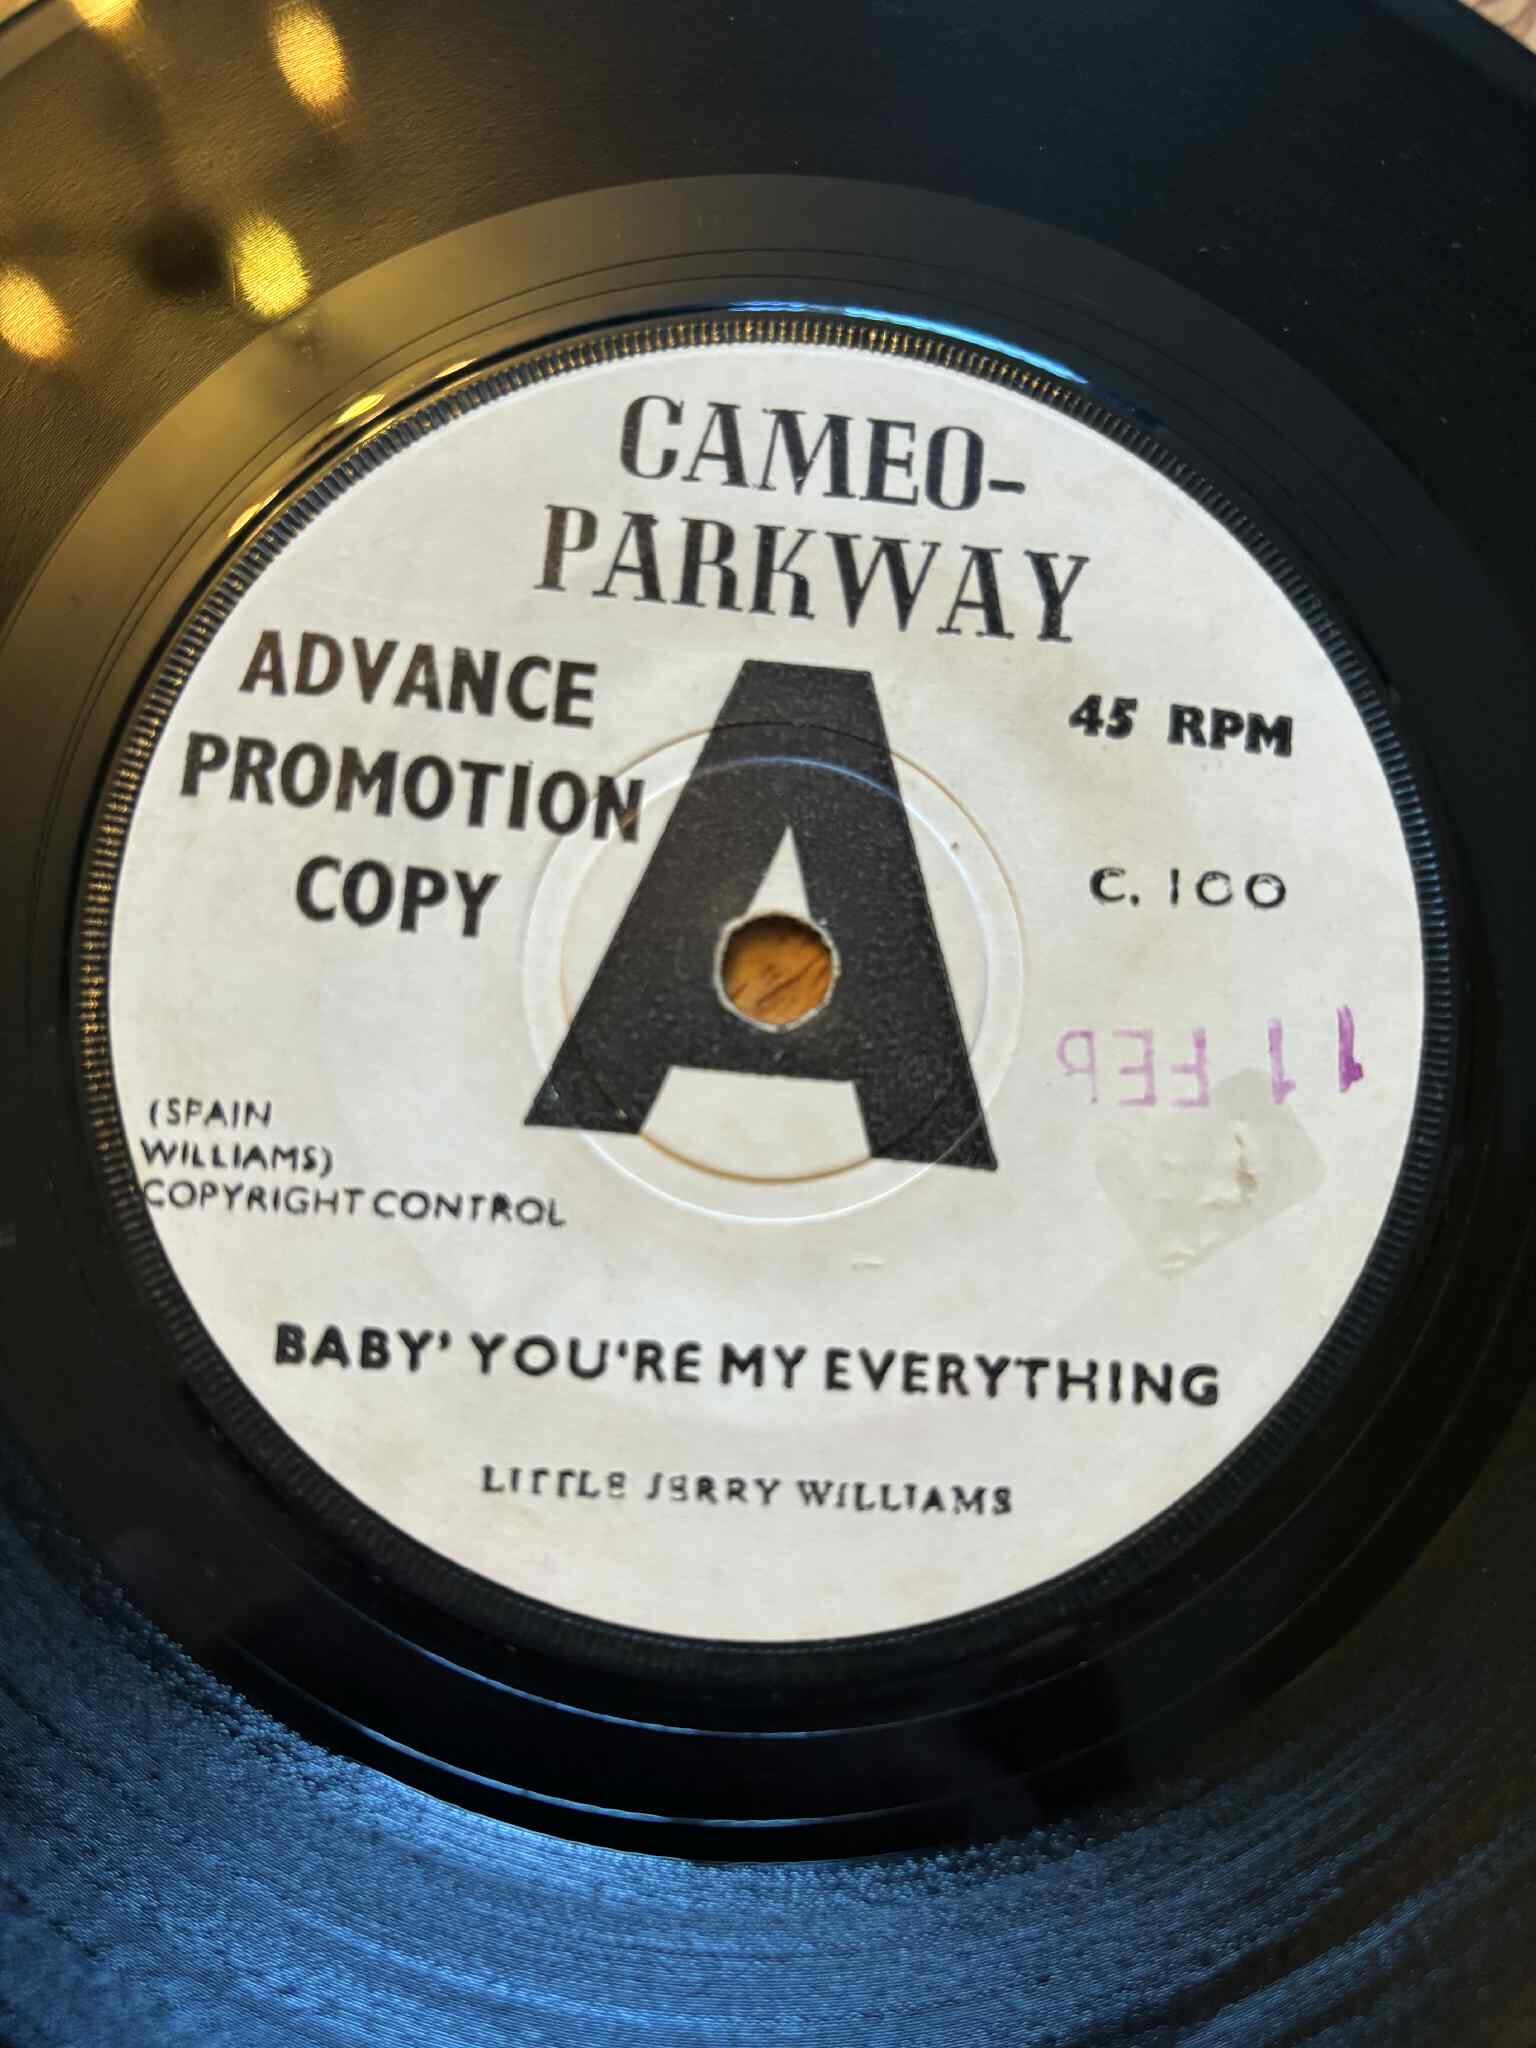 CAMEO-
PARKWAY
ADVANCE
PROMOTION
COPY
A
45 RPM
C. 100
11 FEB
(SPAIN
WILLIAMS)
COPYRIGHT CONTROL
BABY' YOU'RE MY EVERYTHING
LITTLE JERRY WILLIAMS